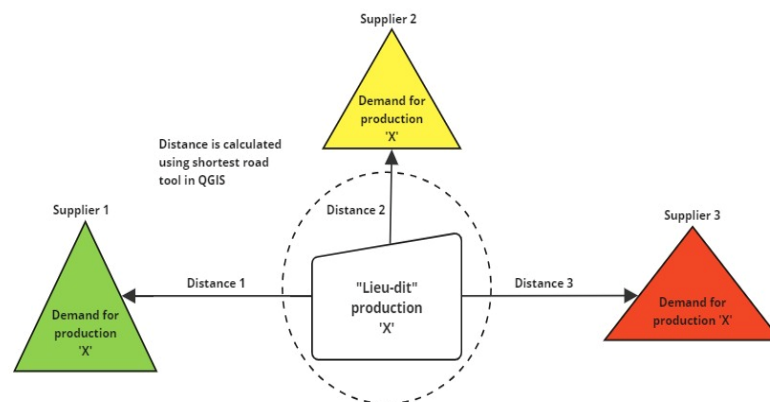 Supplier 2
Demand for
production
'X'
Distance is calculated
using shortest road
tool in QGIS
Distance 2
Supplier 1
Supplier 3
Distance 1
"Lieu-dit"
production
'X'
Distance 3
Demand for
production
'X'
Demand for
production 'X'